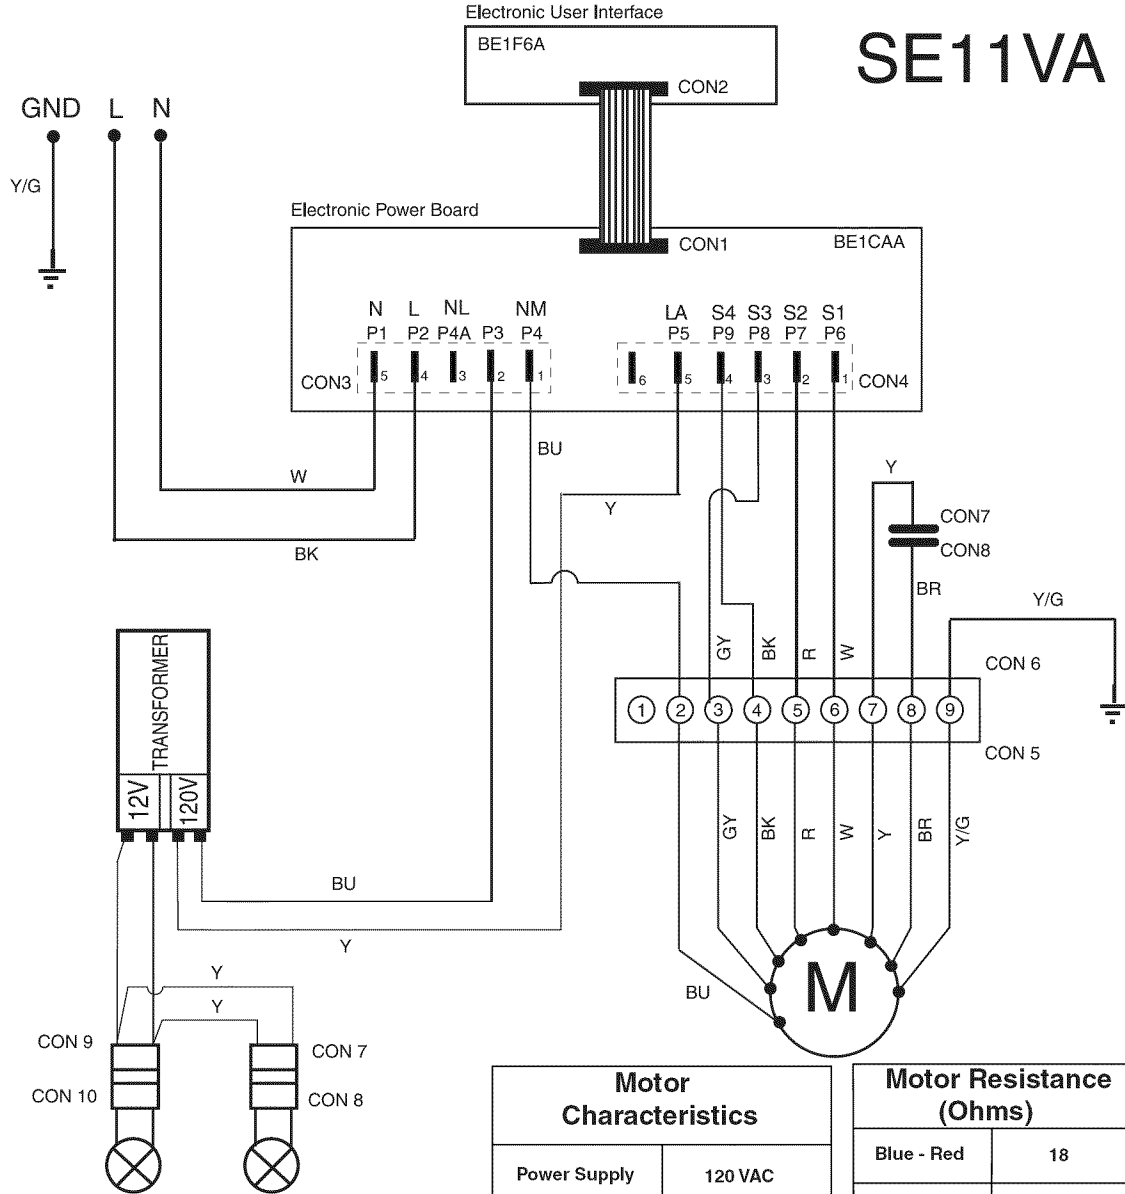 Electronic User Interface
BE1F6A
SE11VA
CON2
GND L N
Y/G
Electronic Power Board
CON1
BE1CAA
N L NL NM
P1 P2 P4A P3 P4
LA S4 S3 S2 S1
P5 P9 P8 P7 P6
CON3
5 4 3 2 1
6 5 4 3 2 1
CON4
BU
W
Y
Y
CON7
BK
CON8
BR
Y/G
GY
BK
R
W
CON 6
TRANSFORMER
1 2 3 4 5 6 7 8 9
CON 5
12V
120V
GY
BK
R
W
Y
BR
Y/G
BU
Y
Y
M
BU
Y
CON 9
CON 7
CON 10
CON 8
Motor
Characteristics
Power Supply 120 VAC
Motor Resistance
(Ohms)
Blue - Red 18